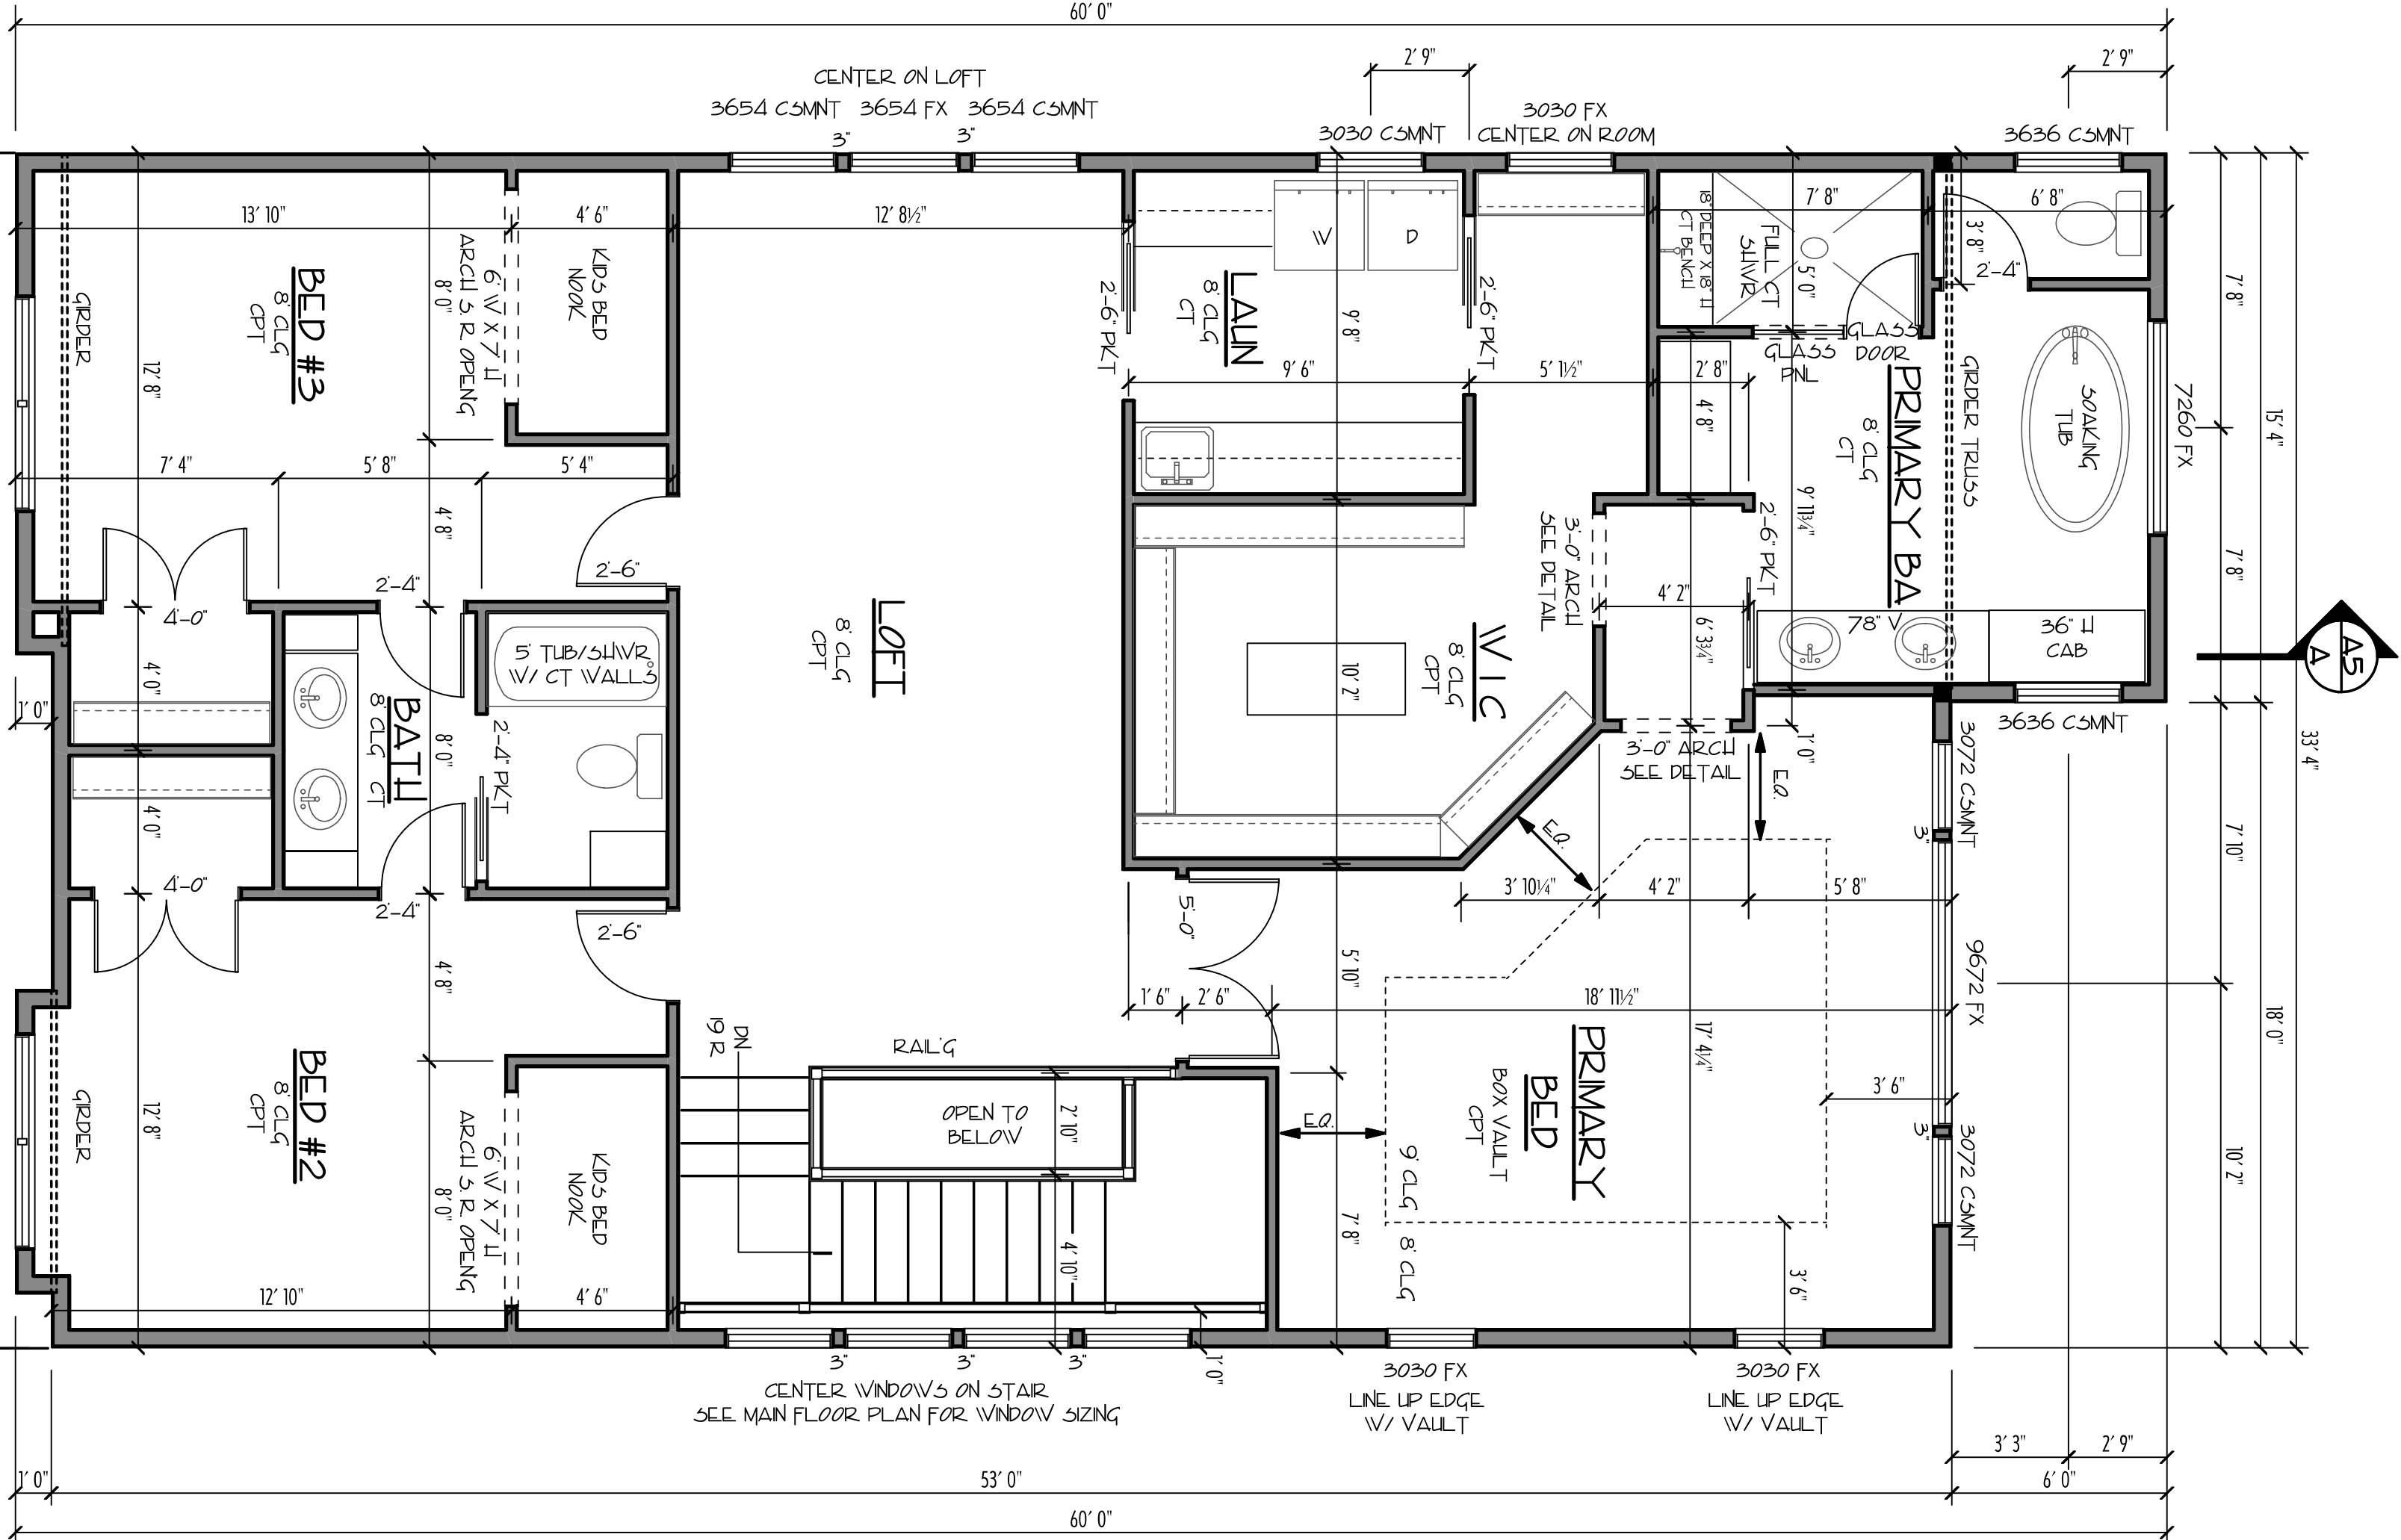 60' 0"
2' 9"
2' 9"
CENTER ON LOFT
3654 CSMNT 3654 FX 3654 CSMNT
3"
3"
3030 CSMNT
3030 FX
CENTER ON ROOM
3636 CSMNT
13' 10"
4' 6"
12' 8½"
7' 8"
6' 8"
3' 8"
2'-4"
W
D
KIDS BED
NOOK
6' W X 7' H
ARCH S. R. OPENG
8' 0"
BED #3
8' CLG
CPT
GIRDER
12' 8"
7' 4"
5' 8"
5' 4"
4' 8"
2'-6" PKT
LAUN
8' CLG
CT
9' 8"
2'-6" PKT
9' 6"
5' 1½"
2' 8"
4' 8"
18" DEEP X 18" H
CT BENCH
FULL CT
SHWR
5' 0"
GLASS
PNL
GLASS
DOOR
PRIMARY BA
8' CLG
CT
GIRDER TRUSS
SOAKING
TUB
7260 FX
7' 8"
7' 8"
15' 4"
33' 4"
9' 11¾"
2'-6" PKT
3'-0" ARCH
SEE DETAIL
4' 2"
6' 3¾"
78" V
36" H
CAB
A5
A
3636 CSMNT
2'-6"
2'-4"
4'-0"
4' 0"
1' 0"
5' TUB/SHWR
W/ CT WALLS
BATH
8' CLG CT
8' 0"
2'-4" PKT
4' 0"
4'-0"
2'-4"
2'-6"
LOFT
8' CLG
CPT
WIC
8' CLG
CPT
10' 2"
3'-0" ARCH
SEE DETAIL
1' 0"
EQ.
EQ.
3072 CSMNT
3"
7' 10"
3' 10¼"
4' 2"
5' 8"
5'-0"
5' 10"
1' 6"
2' 6"
18' 11½"
9672 FX
18' 0"
4' 8"
BED #2
8' CLG
CPT
GIRDER
12' 8"
6' W X 7' H
ARCH S. R. OPENG
8' 0"
KIDS BED
NOOK
12' 10"
4' 6"
DN
19 R
RAIL'G
OPEN TO
BELOW
2' 10"
4' 10"
EQ.
7' 8"
PRIMARY
BED
BOX VAULT
CPT
9' CLG
8' CLG
17' 4¼"
3' 6"
3' 6"
3"
3072 CSMNT
10' 2"
3"
3"
3"
1' 0"
CENTER WINDOWS ON STAIR
SEE MAIN FLOOR PLAN FOR WINDOW SIZING
3030 FX
LINE UP EDGE
W/ VAULT
3030 FX
LINE UP EDGE
W/ VAULT
3' 3"
2' 9"
1' 0"
53' 0"
6' 0"
60' 0"